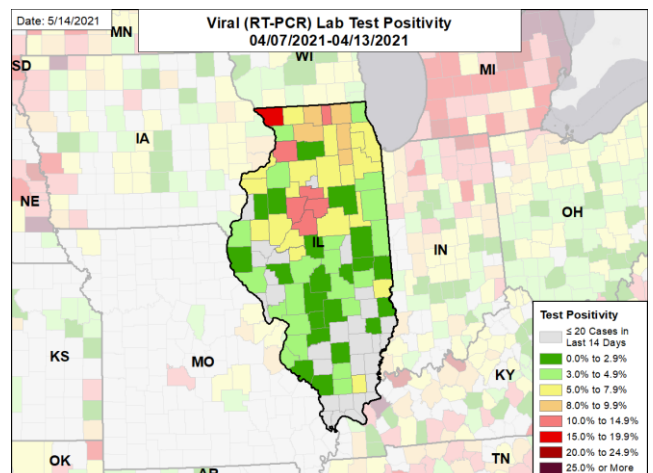 Date: 5/14/2021
Viral (RT-PCR) Lab Test Positivity
04/07/2021-04/13/2021
MN
SD
WI
MI
IA
NE
OH
IL
IN
KS
MO
KY
OK
AR
TN
Test Positivity
≤ 20 Cases in
Last 14 Days
0.0% to 2.9%
3.0% to 4.9%
5.0% to 7.9%
8.0% to 9.9%
10.0% to 14.9%
15.0% to 19.9%
20.0% to 24.9%
25.0% or More